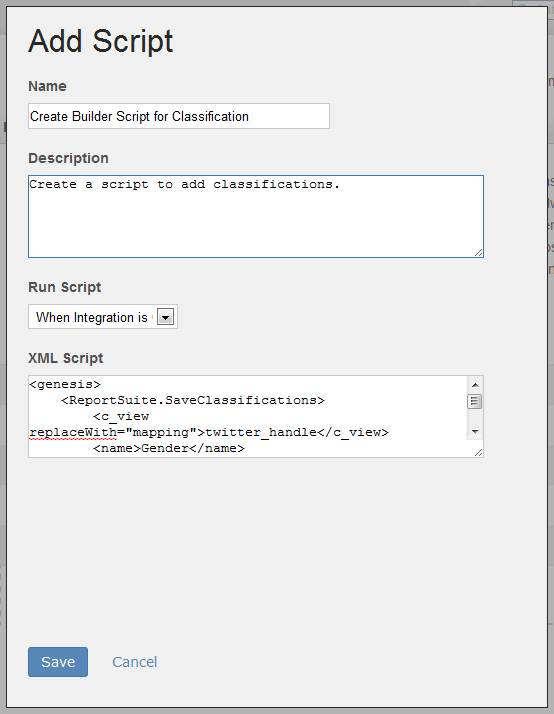 Add Script
Name
Create Builder Script for Classification
Description
Create a script to add classifications.
Run Script
When Integration is
XML Script
<genesis>
<ReportSuite.SaveClassifications>
<c_view
replaceWith="mapping">twitter_handle</c_view>
<name>Gender</name>
Save
Cancel